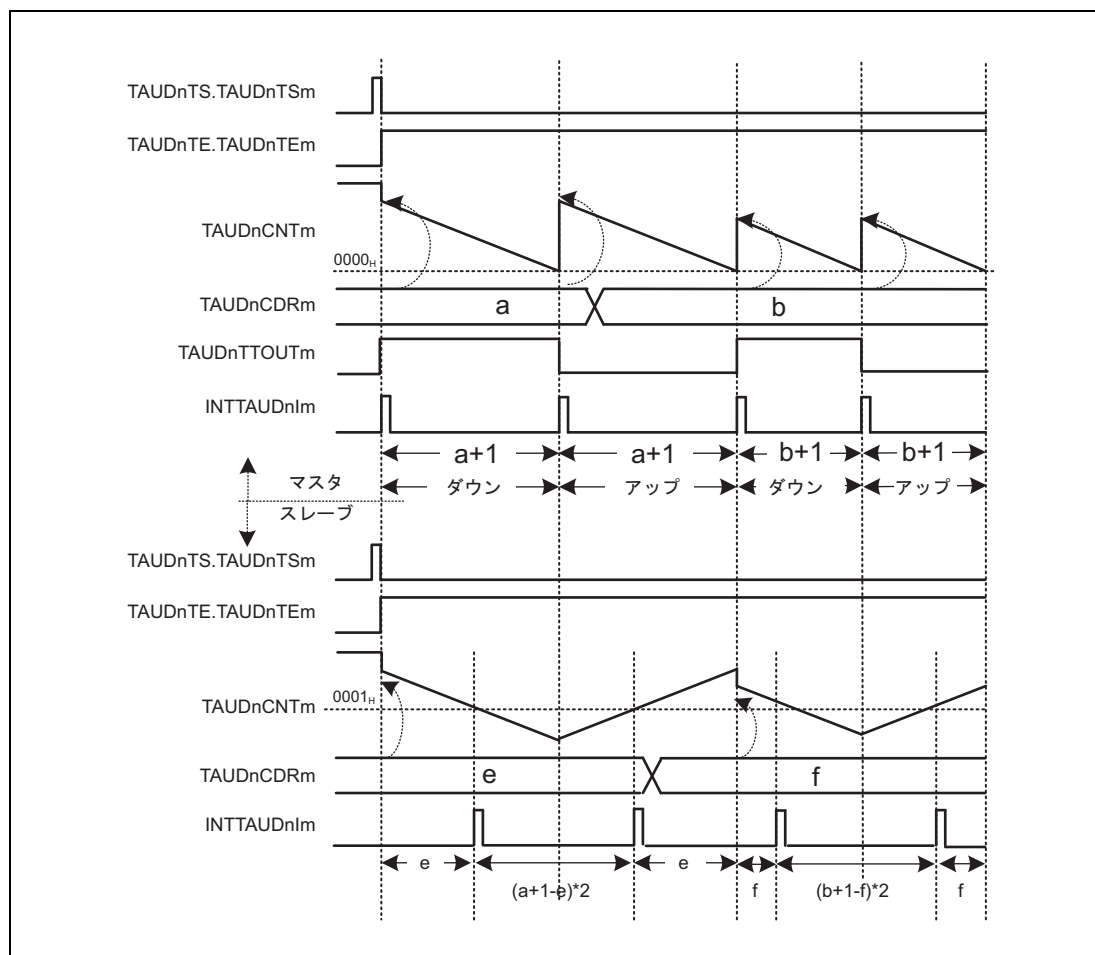 TAUDnTS.TAUDnTSm
TAUDnTE.TAUDnTEm
TAUDnCNTm
0000H
TAUDnCDRm
a
b
TAUDnTTOUTm
INTTAUDnIm
a+1
a+1
b+1
b+1
マスタ
ダウン
アップ
ダウン
アップ
スレーブ
TAUDnTS.TAUDnTSm
TAUDnTE.TAUDnTEm
TAUDnCNTm
0001H
TAUDnCDRm
e
f
INTTAUDnIm
e
(a+1-e)*2
e
f
(b+1-f)*2
f